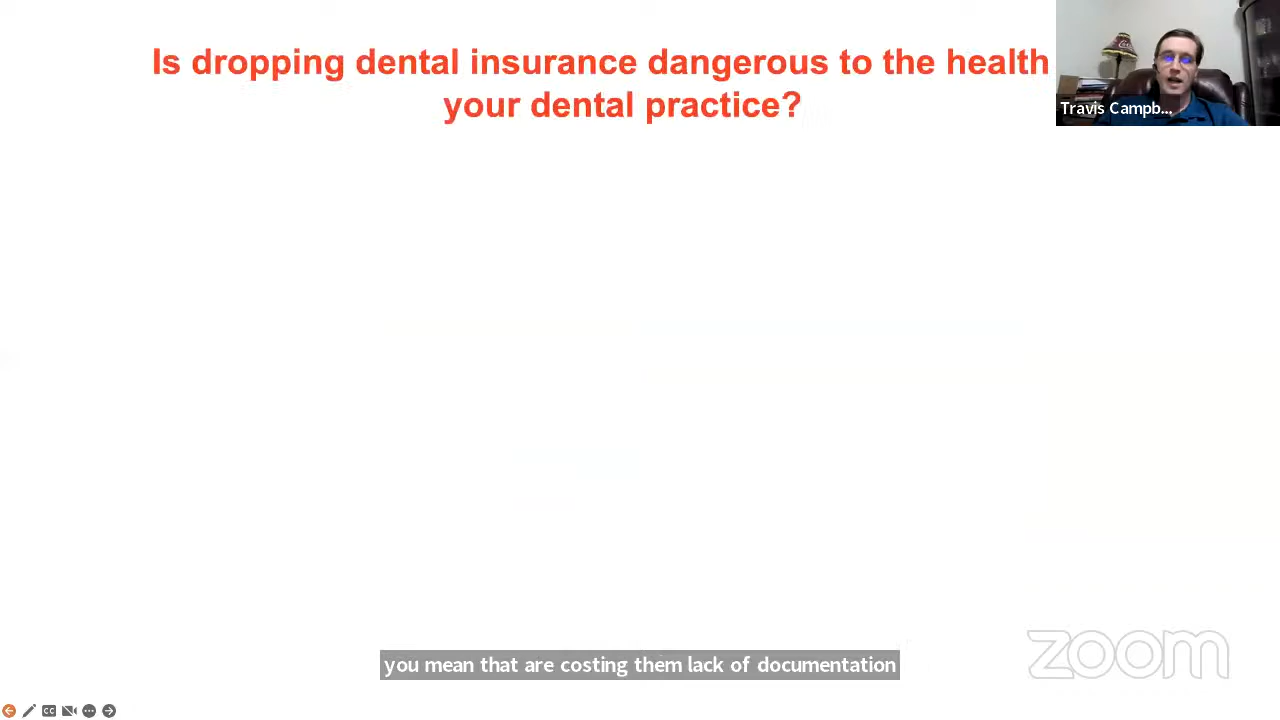 Is dropping dental insurance dangerous to the health
your dental practice?
Travis Campb...
you mean that are costing them lack of documentation
zoom
CC